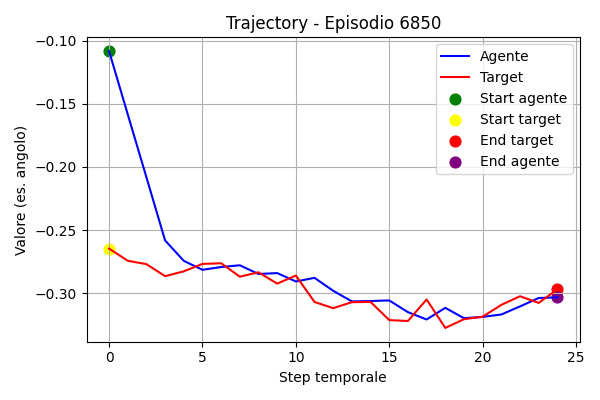 Trajectory - Episodio 6850
Valore (es. angolo)
−0.10
−0.15
−0.20
−0.25
−0.30
Agente
Target
Start agente
Start target
End target
End agente
0 5 10 15 20 25
Step temporale